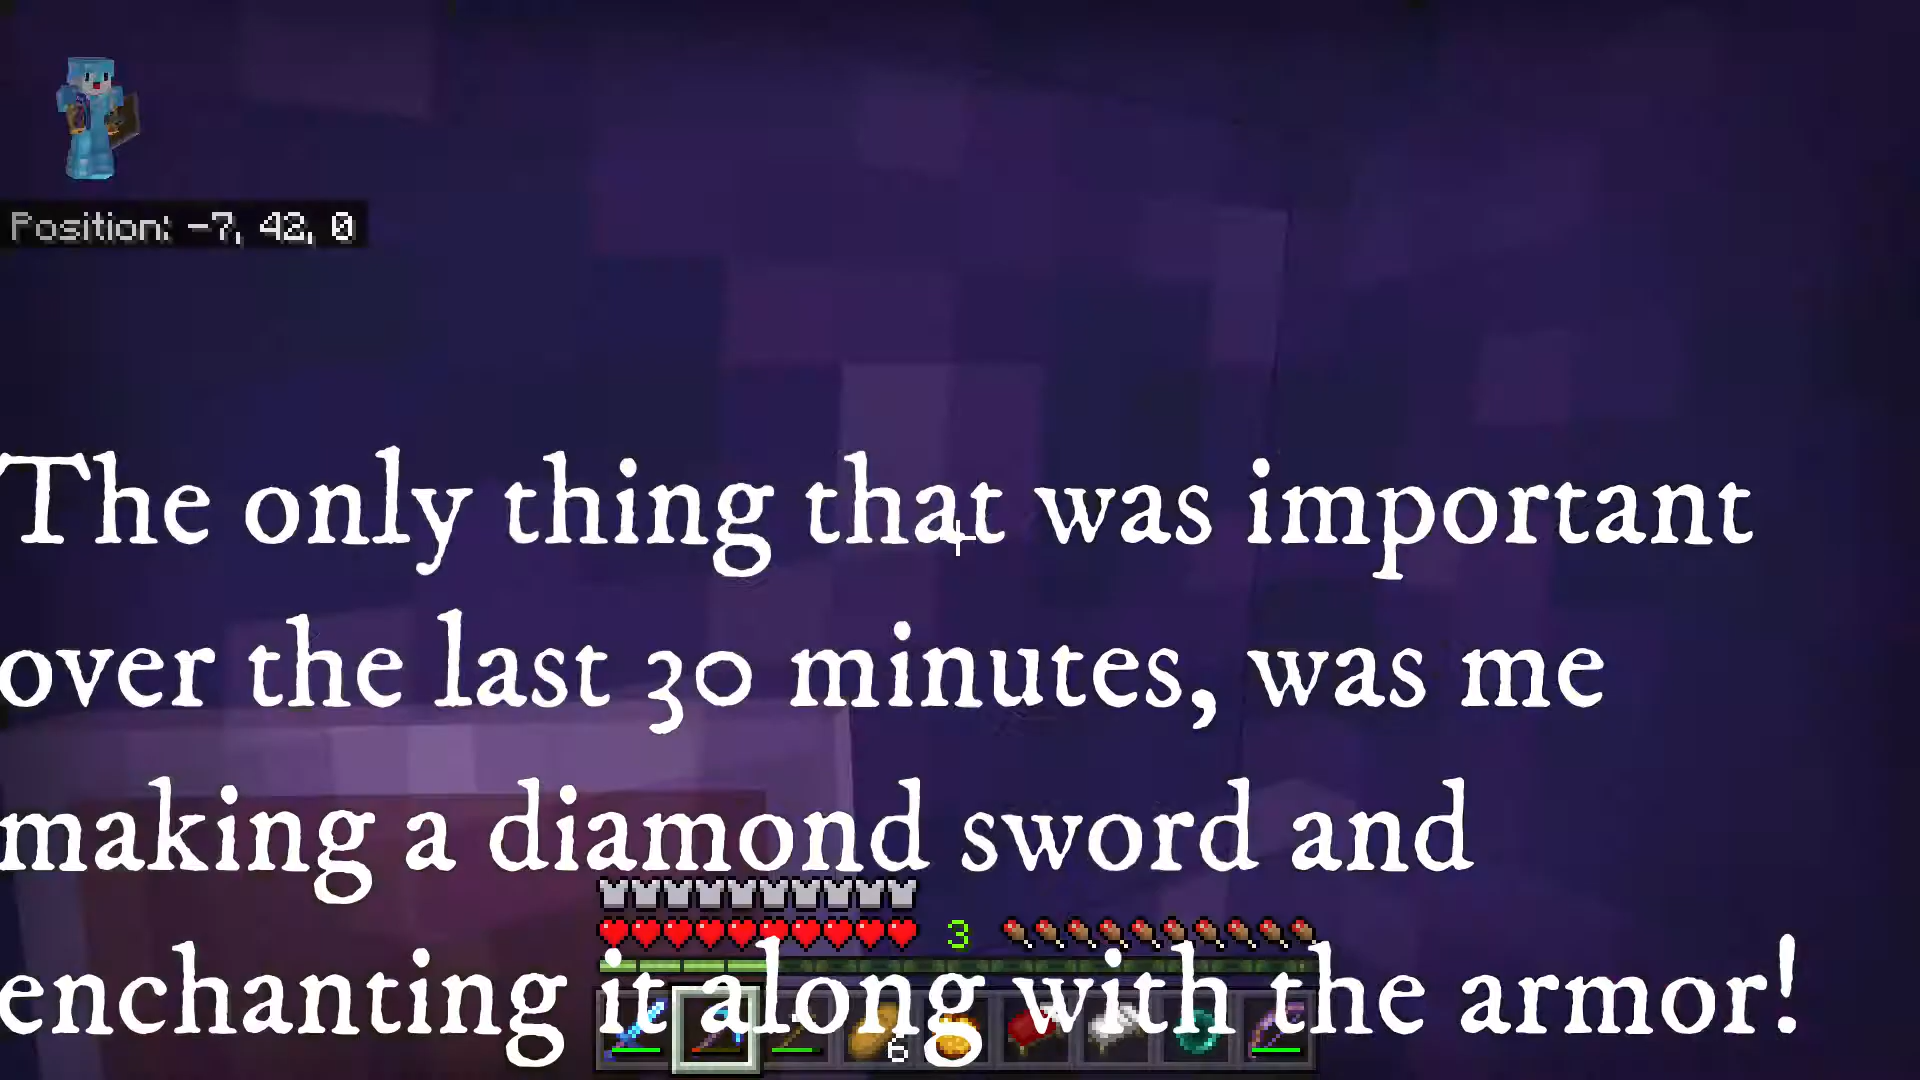 Position: -7, 42, 0
The only thing that was important
over the last 30 minutes, was me
making a diamond sword and
3
enchanting it along with the armor!
6